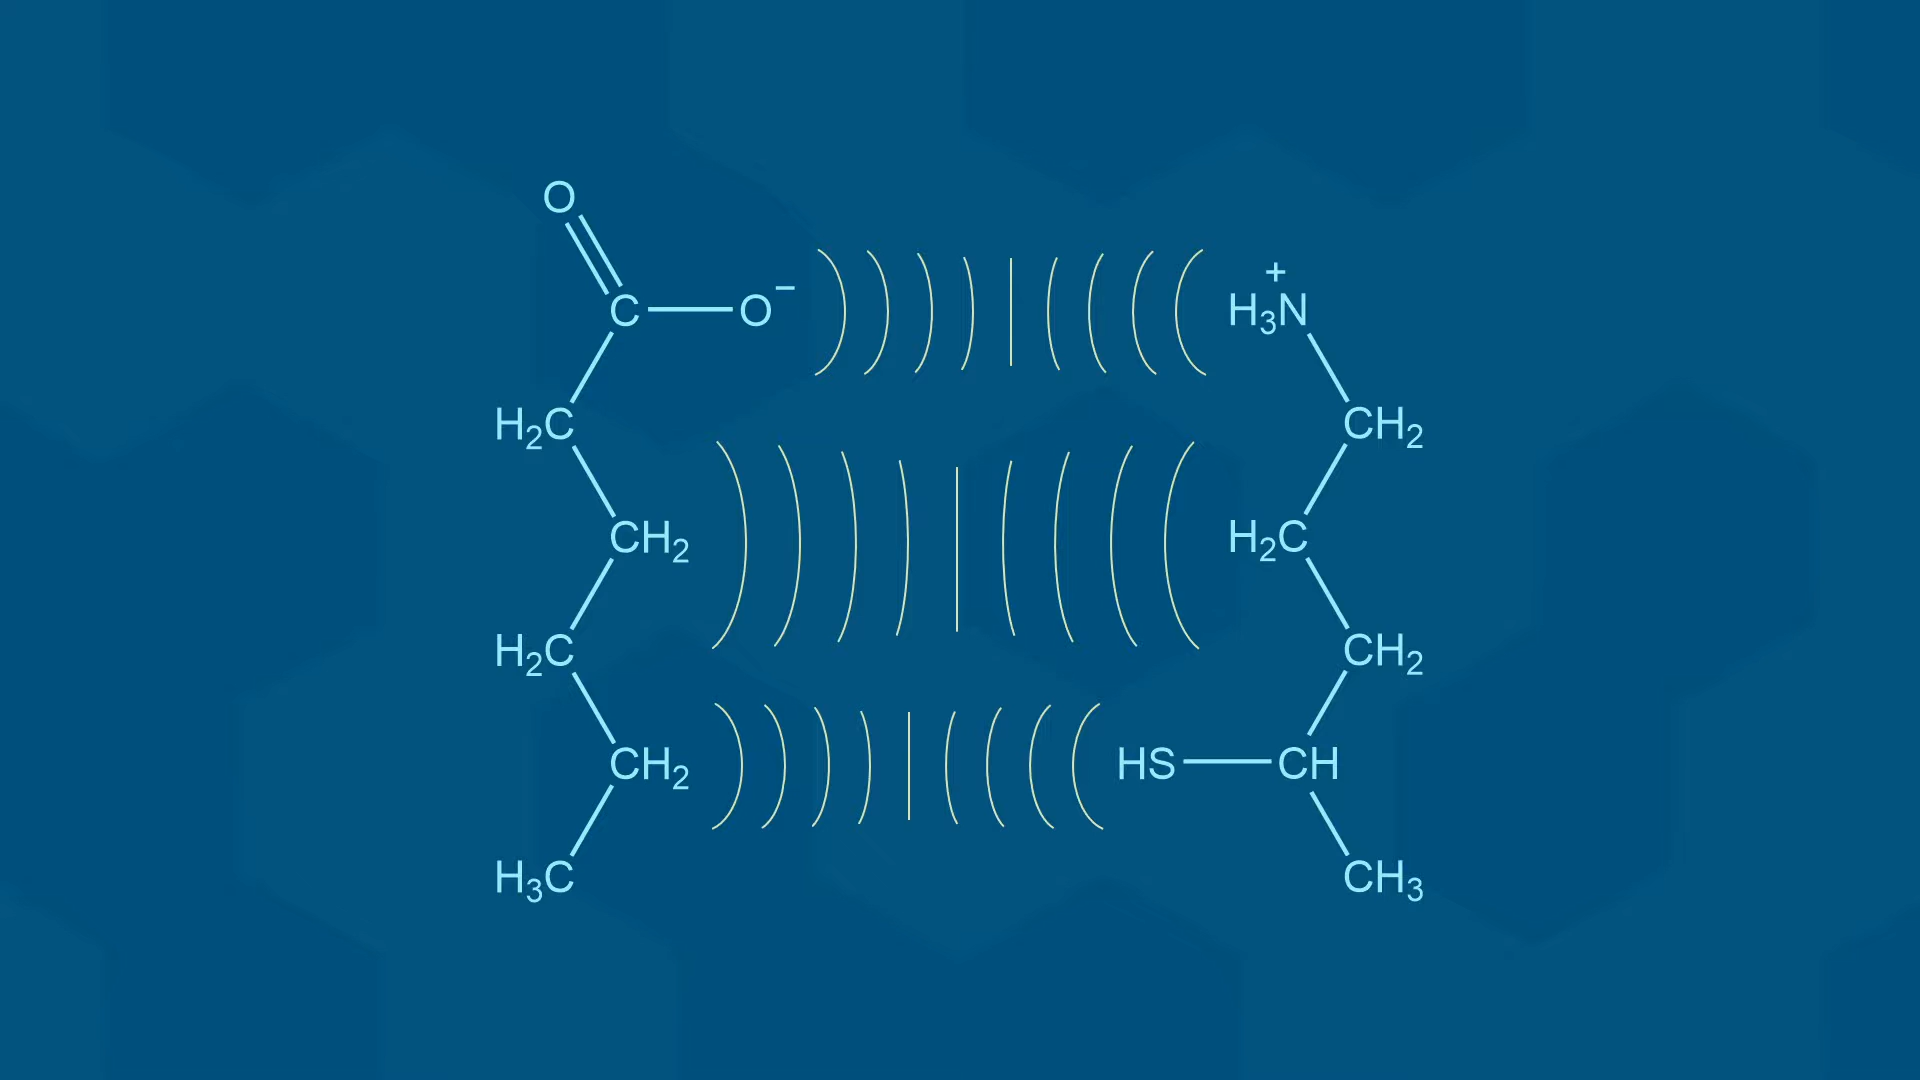 O
C O⁻ H₃N⁺
H₂C CH₂
CH₂ H₂C
H₂C CH₂
CH₂ HS CH
H₃C CH₃